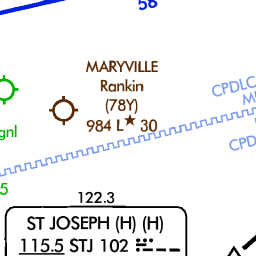 56
MARYVILLE
Rankin
(78Y)
984 L★ 30
CPDLC
gnl
CPD
5
122.3
ST JOSEPH (H) (H)
115.5 STJ 102